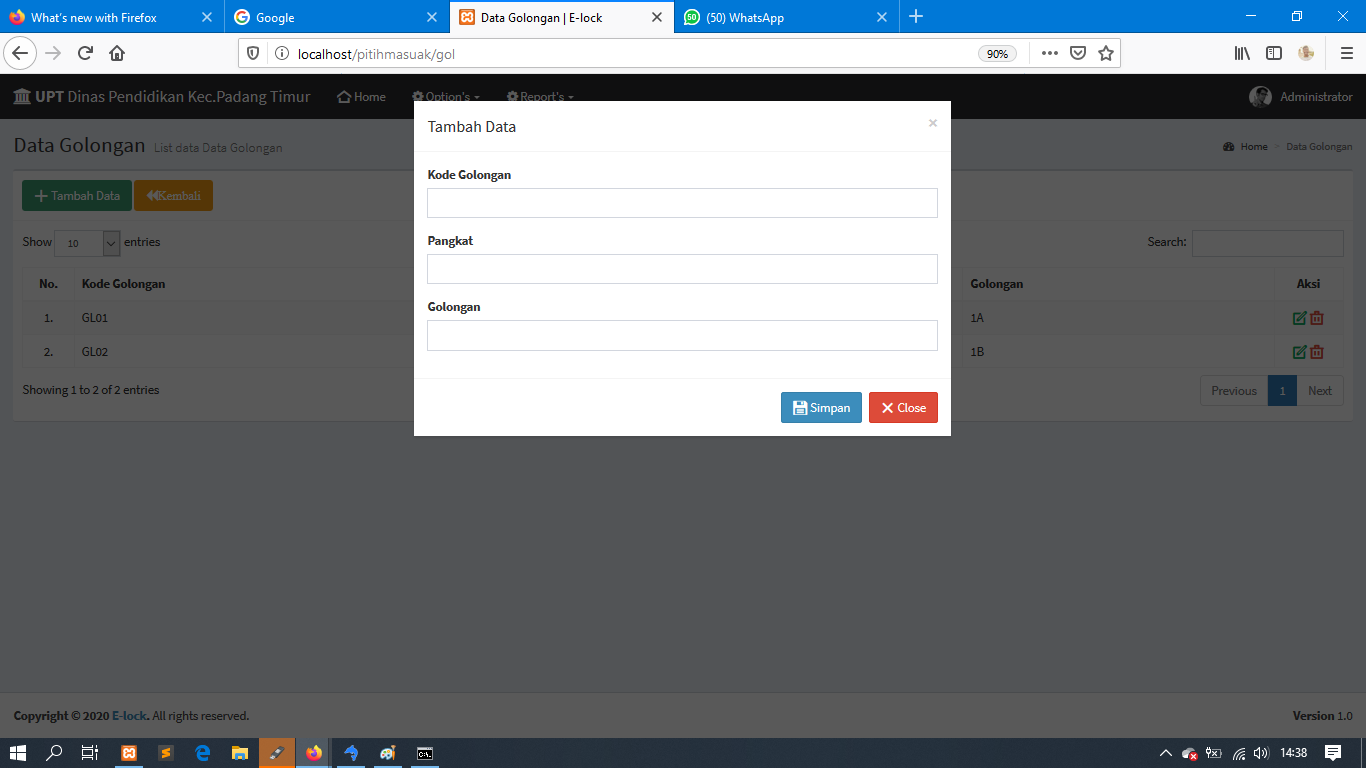 What's new with Firefox
Google
Data Golongan | E-lock
50 (50) WhatsApp
localhost/pitihmasuak/gol
90%
UPT Dinas Pendidikan Kec.Padang Timur Home Option's Report's Administrator
Data Golongan List data Data Golongan
Home > Data Golongan
Tambah Data Kembali
Show 10 entries
Search:
No. Kode Golongan Golongan Aksi
1. GL01 1A
2. GL02 1B
Showing 1 to 2 of 2 entries
Previous 1 Next
Tambah Data ×
Kode Golongan
Pangkat
Golongan
Simpan Close
Copyright © 2020 E-lock. All rights reserved.
Version 1.0
14:38